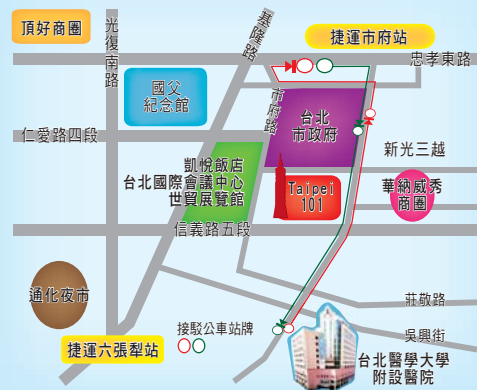 頂好商圈
光復南路
基隆路
捷運市府站
忠孝東路
國父
紀念館
市府路
台北
市政府
仁愛路四段
新光三越
凱悅飯店
台北國際會議中心
世貿展覽館
Taipei
101
華納威秀
商圈
信義路五段
通化夜市
莊敬路
捷運六張犁站
接駁公車站牌
吳興街
台北醫學大學
附設醫院